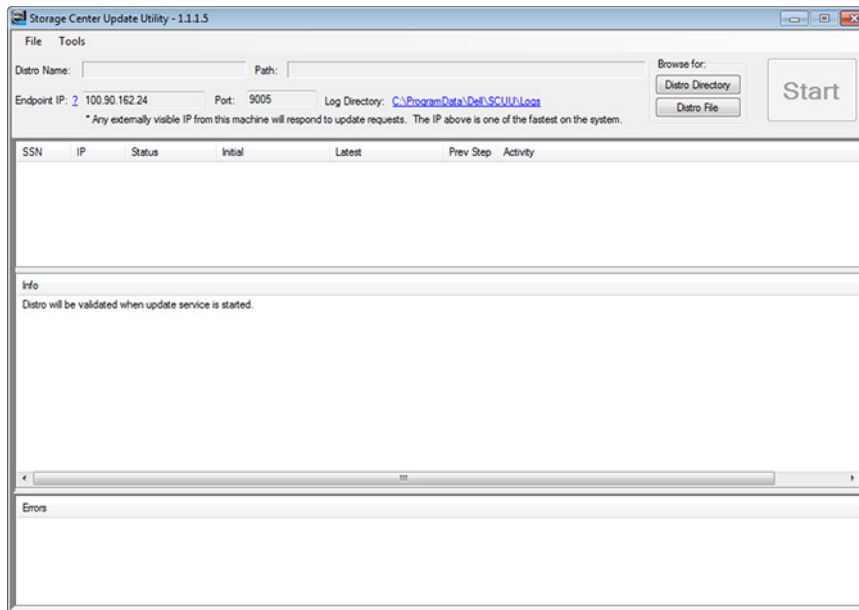 Storage Center Update Utility - 1.1.1.5
File Tools
Distro Name: Path: Browse for:
Distro Directory
Start
Endpoint IP: ? 100.90.162.24 Port: 9005 Log Directory: C:\ProgramData\Dell\SCUU\Logs
Distro File
* Any externally visible IP from this machine will respond to update requests. The IP above is one of the fastest on the system.
SSN IP Status Initial Latest Prev Step Activity
Info
Distro will be validated when update service is started.
Errors